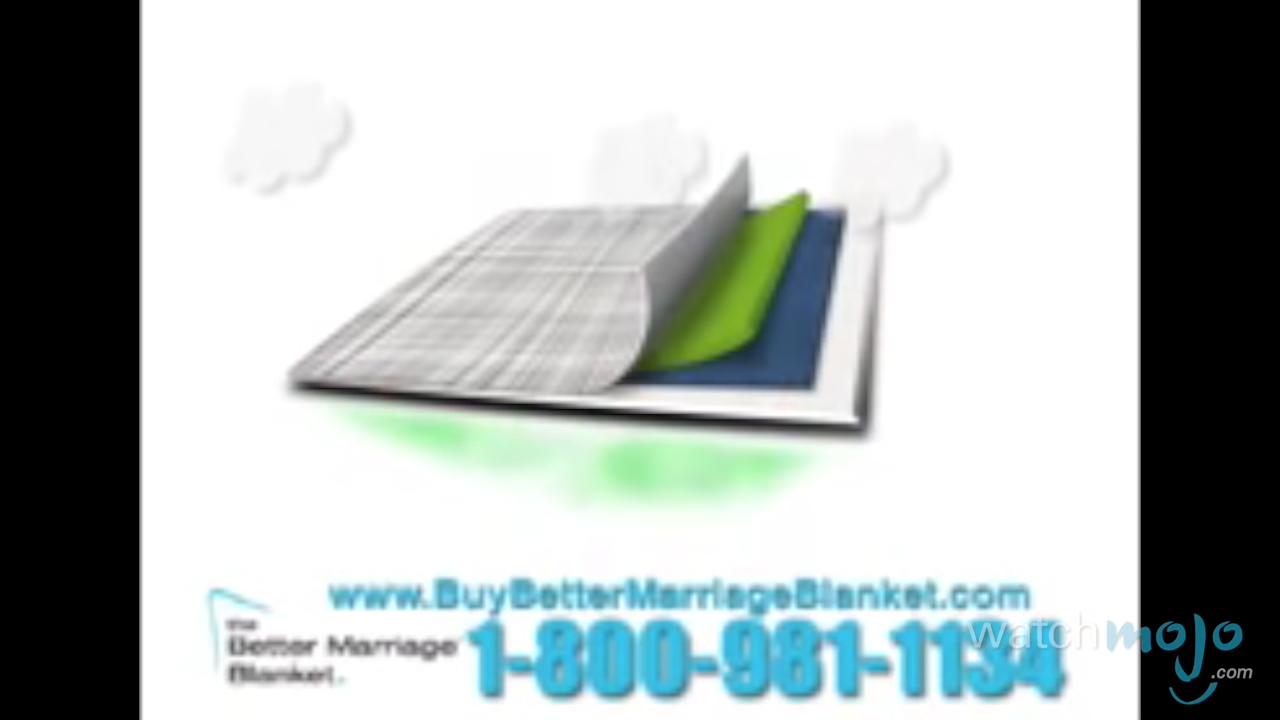 www.BuyBetterMarriageBlanket.com
the
Better Marriage
Blanket.
1-800-981-1134
watchmojo
.com